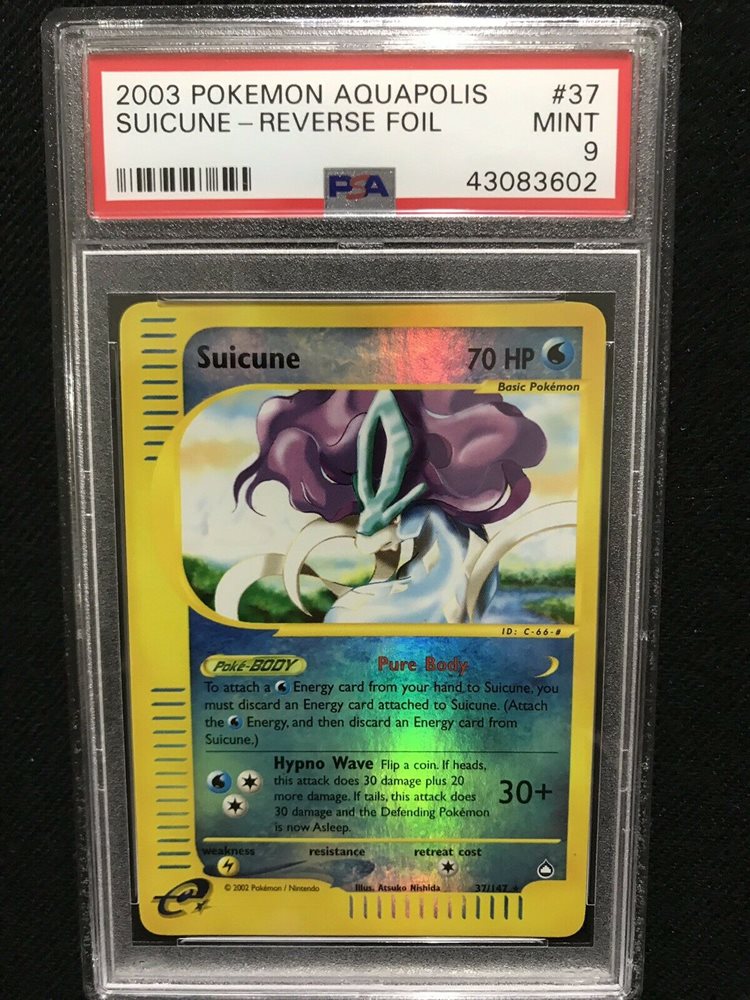 2003 POKEMON AQUAPOLIS #37
SUICUNE - REVERSE FOIL MINT
9
PSA 43083602
Suicune 70 HP
Basic Pokémon
ID: C-66-#
Poké-BODY Pure Body
To attach a Energy card from your hand to Suicune, you
must discard an Energy card attached to Suicune. (Attach
the Energy, and then discard an Energy card from
Suicune.)
Hypno Wave Flip a coin. If heads,
this attack does 30 damage plus 20
more damage. If tails, this attack does
30 damage and the Defending Pokémon
is now Asleep.
30+
weakness resistance retreat cost
© 2002 Pokémon / Nintendo Illus. Atsuko Nishida 37/147 ★
e